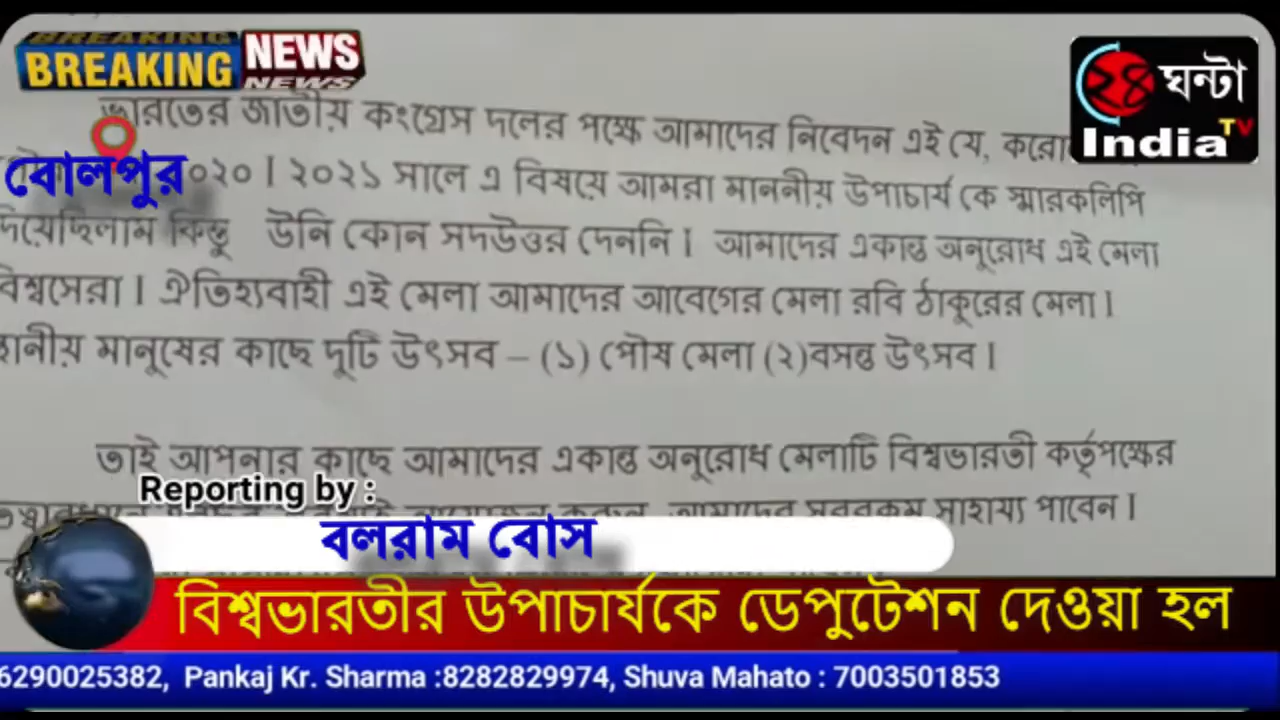 BREAKING NEWS
২৪ ঘন্টা
India TV
বোলপুর
ভারতের জাতীয় কংগ্রেস দলের পক্ষে আমাদের নিবেদন এই যে,
২০২০ । ২০২১ সালে এ বিষয়ে আমরা মাননীয় উপাচার্য কে স্মারকলিপি
দিয়েছিলাম কিন্তু উনি কোন সদউত্তর দেননি । আমাদের একান্ত অনুরোধ এই মেলা
বিশ্বসেরা । ঐতিহ্যবাহী এই মেলা আমাদের আবেগের মেলা রবি ঠাকুরের মেলা ।
স্থানীয় মানুষের কাছে দুটি উৎসব – (১) পৌষ মেলা (২)বসন্ত উৎসব ।
তাই আপনার কাছে আমাদের একান্ত অনুরোধ মেলাটি বিশ্বভারতী কর্তৃপক্ষের
আমাদের সবরকম সাহায্য পাবেন ।
Reporting by :
বলরাম বোস
বিশ্বভারতীর উপাচার্যকে ডেপুটেশন দেওয়া হল
6290025382, Pankaj Kr. Sharma :8282829974, Shuva Mahato : 7003501853